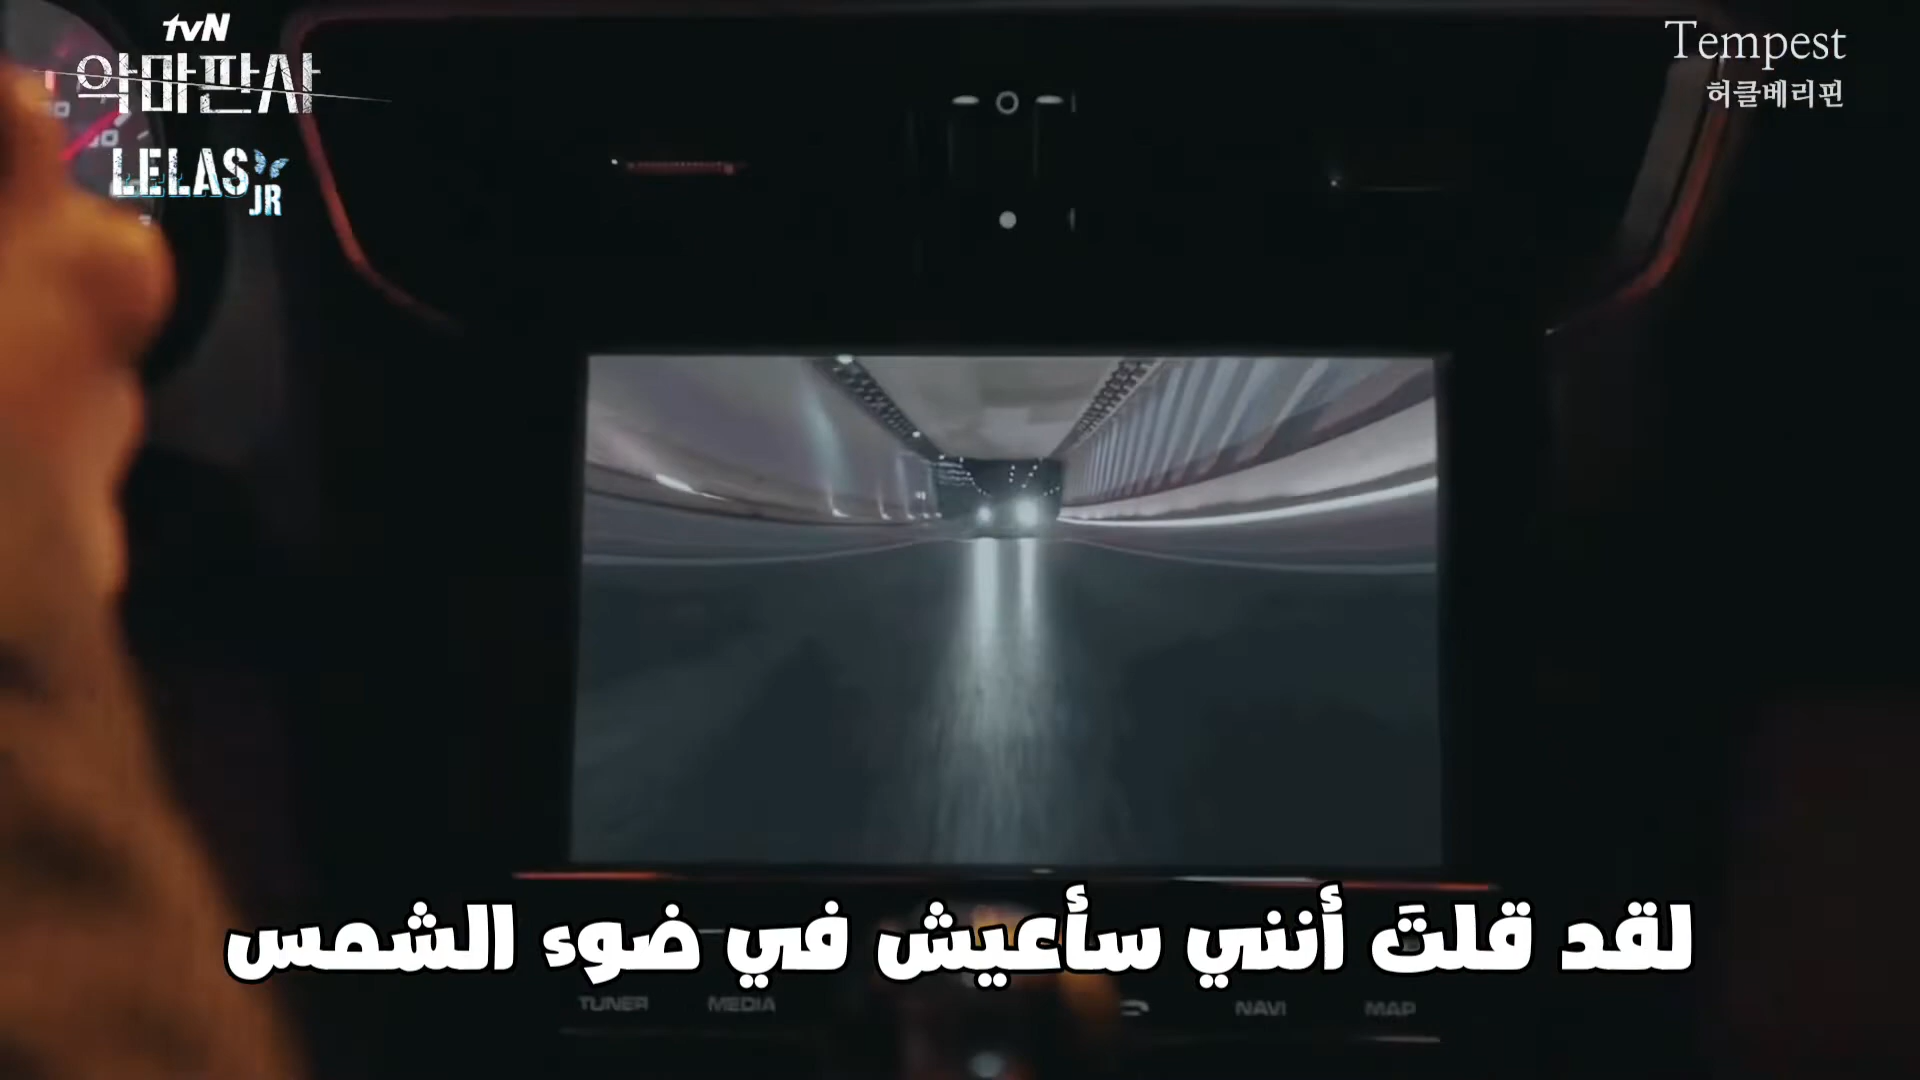 tvN
악마판사
LELAS JR
Tempest
허클베리핀
لقد قلتَ أنني سأعيش في ضوء الشمس
TUNER MEDIA NAVI MAP